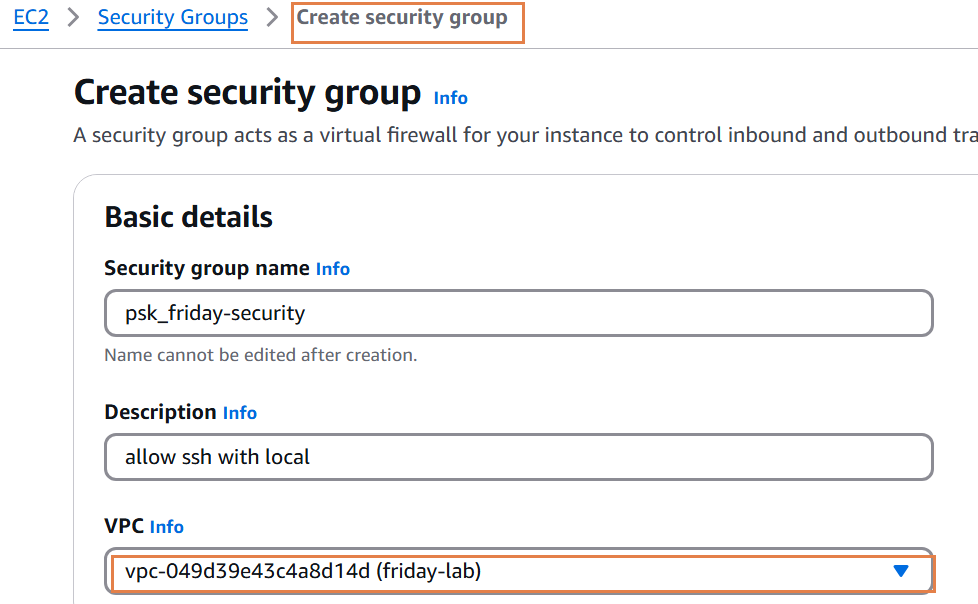 EC2 > Security Groups > Create security group
Create security group Info
A security group acts as a virtual firewall for your instance to control inbound and outbound
Basic details
Security group name Info
psk_friday-security
Name cannot be edited after creation.
Description Info
allow ssh with local
VPC Info
vpc-049d39e43c4a8d14d (friday-lab)